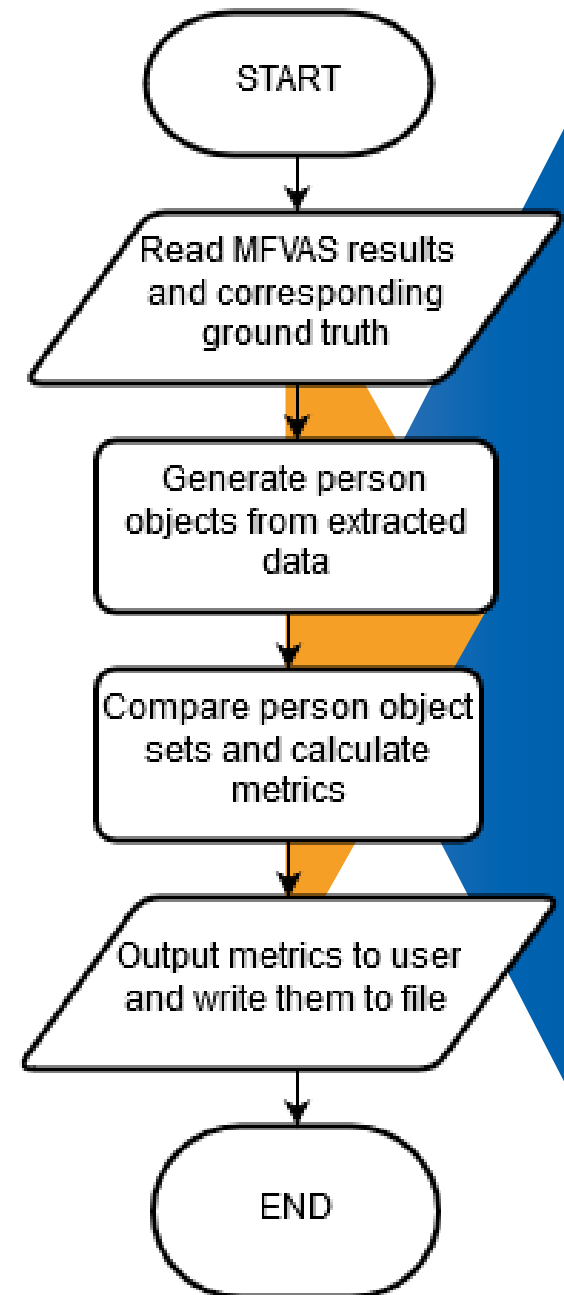 START
Read MFVAS results
and corresponding
ground truth
Generate person
objects from extracted
data
Compare person object
sets and calculate
metrics
Output metrics to user
and write them to file
END